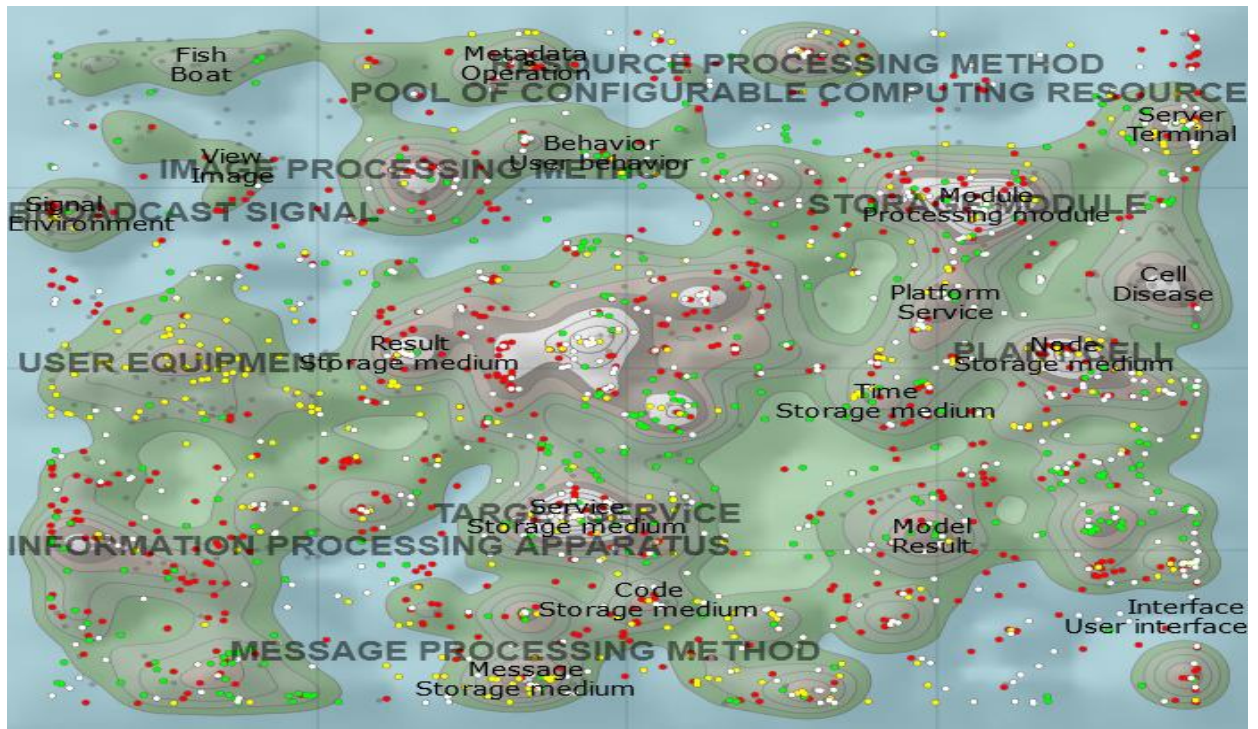 Fish
Boat
Metadata
Operation
RESOURCE PROCESSING METHOD
POOL OF CONFIGURABLE COMPUTING RESOURCE
Server
Terminal
Behavior
User behavior
View
Image
IMAGE PROCESSING METHOD
Signal
Environment
BROADCAST SIGNAL
Module
Processing module
STORAGE MODULE
Cell
Disease
Platform
Service
Result
Storage medium
USER EQUIPMENT
Node
Storage medium
PLANT CELL
Time
Storage medium
Service
Storage medium
TARGET SERVICE
Model
Result
INFORMATION PROCESSING APPARATUS
Code
Storage medium
Interface
User interface
MESSAGE PROCESSING METHOD
Message
Storage medium